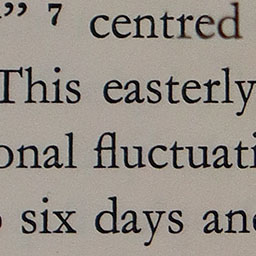 ” ⁷ centred
This easterly
onal fluctuati
six days an